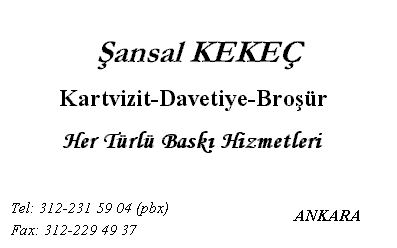 Şansal KEKEÇ
Kartvizit-Davetiye-Broşür
Her Türlü Baskı Hizmetleri
Tel: 312-231 59 04 (pbx)
Fax: 312-229 49 37
ANKARA